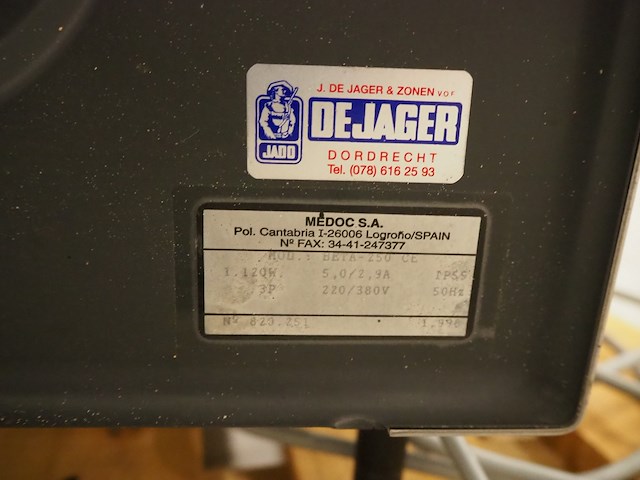 J. DE JAGER & ZONEN VOF
DEJAGER
JADO
DORDRECHT
Tel. (078) 616 25 93
MEDOC S.A.
Pol. Cantabria I-26006 Logroño/SPAIN
Nº FAX: 34-41-247377
MOD.: BETA-250 CE
1.120W. 5,0/2,9A IP55
3P 220/380V 50Hz
Nº 820.251 1.996